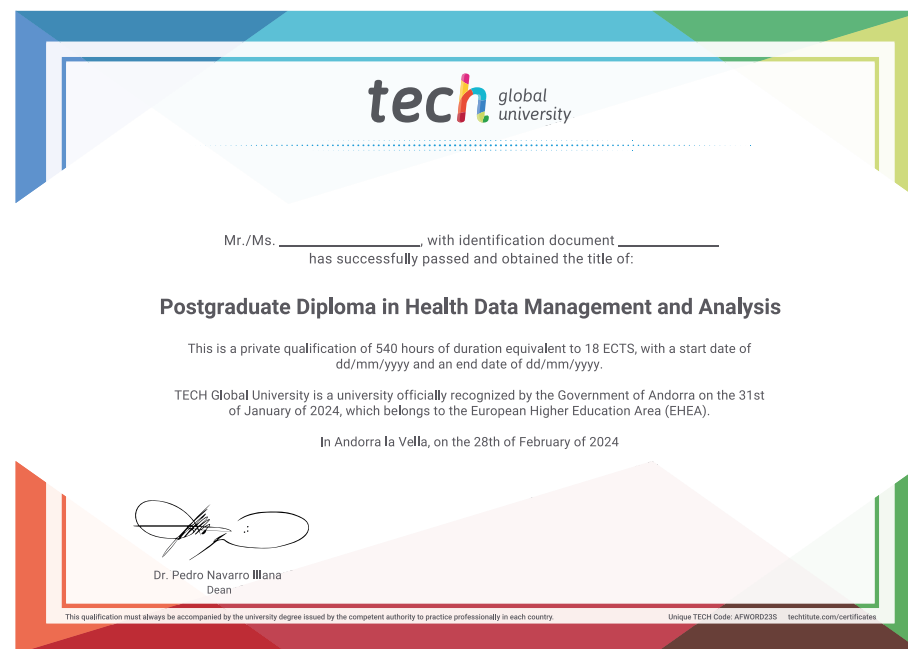 tech global university
Mr./Ms. ____________________, with identification document ______________
has successfully passed and obtained the title of:
Postgraduate Diploma in Health Data Management and Analysis
This is a private qualification of 540 hours of duration equivalent to 18 ECTS, with a start date of
dd/mm/yyyy and an end date of dd/mm/yyyy.
TECH Global University is a university officially recognized by the Government of Andorra on the 31st
of January of 2024, which belongs to the European Higher Education Area (EHEA).
In Andorra la Vella, on the 28th of February of 2024
Dr. Pedro Navarro Illana
Dean
This qualification must always be accompanied by the university degree issued by the competent authority to practice professionally in each country.
Unique TECH Code: AFWORD23S techtitute.com/certificates